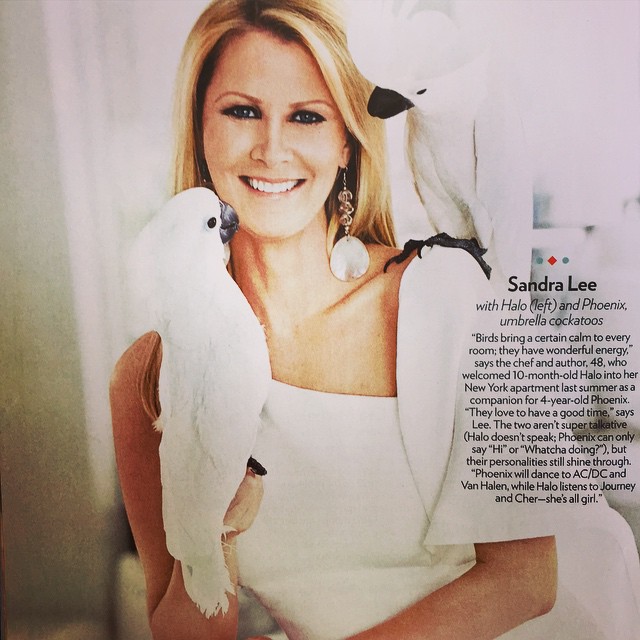 Sandra Lee
with Halo (left) and Phoenix,
umbrella cockatoos
"Birds bring a certain calm to every
room; they have wonderful energy,"
says the chef and author, 48, who
welcomed 10-month-old Halo into her
New York apartment last summer as a
companion for 4-year-old Phoenix.
"They love to have a good time," says
Lee. The two aren't super talkative
(Halo doesn't speak; Phoenix can only
say "Hi" or "Whatcha doing?"), but
their personalities still shine through.
"Phoenix will dance to AC/DC and
Van Halen, while Halo listens to Journey
and Cher—she's all girl."